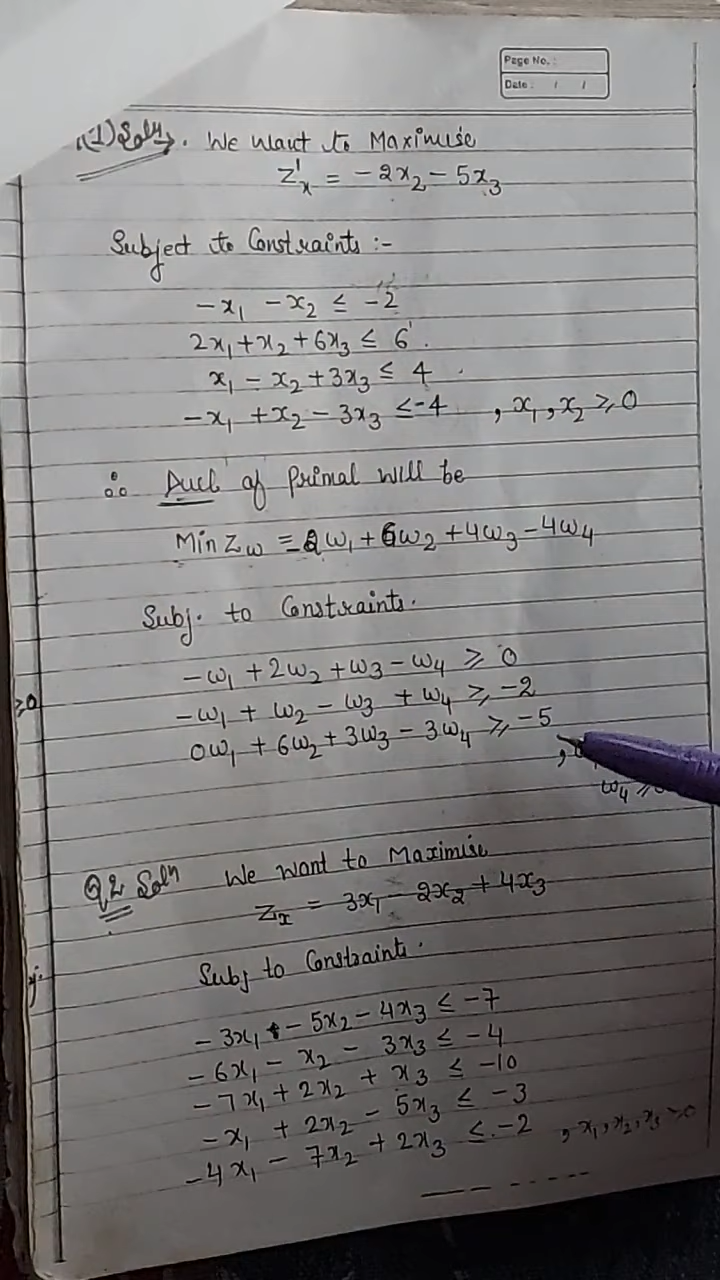 Page No. :
Date : / /
(1) Solⁿ → . We want to Maximise
Z'ₓ = -2x₂ - 5x₃
Subject to Constraints :-
-x₁ - x₂ ≤ -2
2x₁ + x₂ + 6x₃ ≤ 6
x₁ - x₂ + 3x₃ ≤ 4
-x₁ + x₂ - 3x₃ ≤ -4 , x₁, x₂ ≥ 0
∴ Dual of primal will be
Min Z_w = -2w₁ + 6w₂ + 4w₃ - 4w₄
Subj. to Constraints.
-w₁ + 2w₂ + w₃ - w₄ ≥ 0
≥0
-w₁ + w₂ - w₃ + w₄ ≥ -2
0w₁ + 6w₂ + 3w₃ - 3w₄ ≥ -5
w₄ ≥
Q2 Solⁿ We want to Maximise
Zₓ = 3x₁ - 2x₂ + 4x₃
Subj to Constraints.
-3x₁ - 5x₂ - 4x₃ ≤ -7
-6x₁ - x₂ - 3x₃ ≤ -4
-7x₁ + 2x₂ + x₃ ≤ -10
-x₁ + 2x₂ - 5x₃ ≤ -3
-4x₁ - 7x₂ + 2x₃ ≤ -2 , x₁, x₂, x₃ ≥ 0